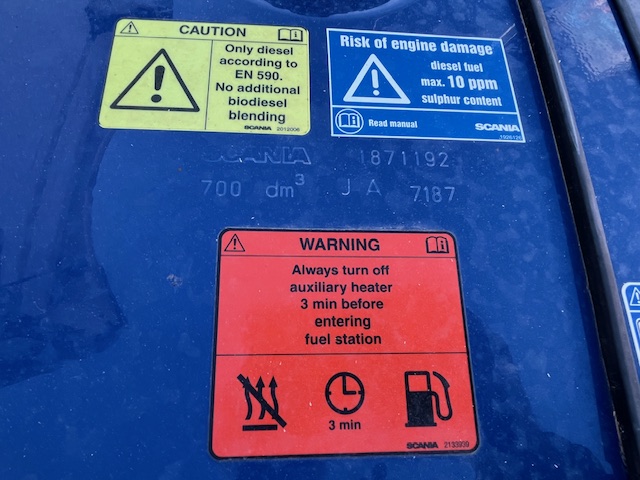 CAUTION
Only diesel
according to
EN 590.
No additional
biodiesel
blending
SCANIA 2012006
Risk of engine damage
diesel fuel
max. 10 ppm
sulphur content
Read manual
SCANIA
SCANIA 1871192
700 dm³ J A 7187
WARNING
Always turn off
auxiliary heater
3 min before
entering
fuel station
3 min
SCANIA 2133939